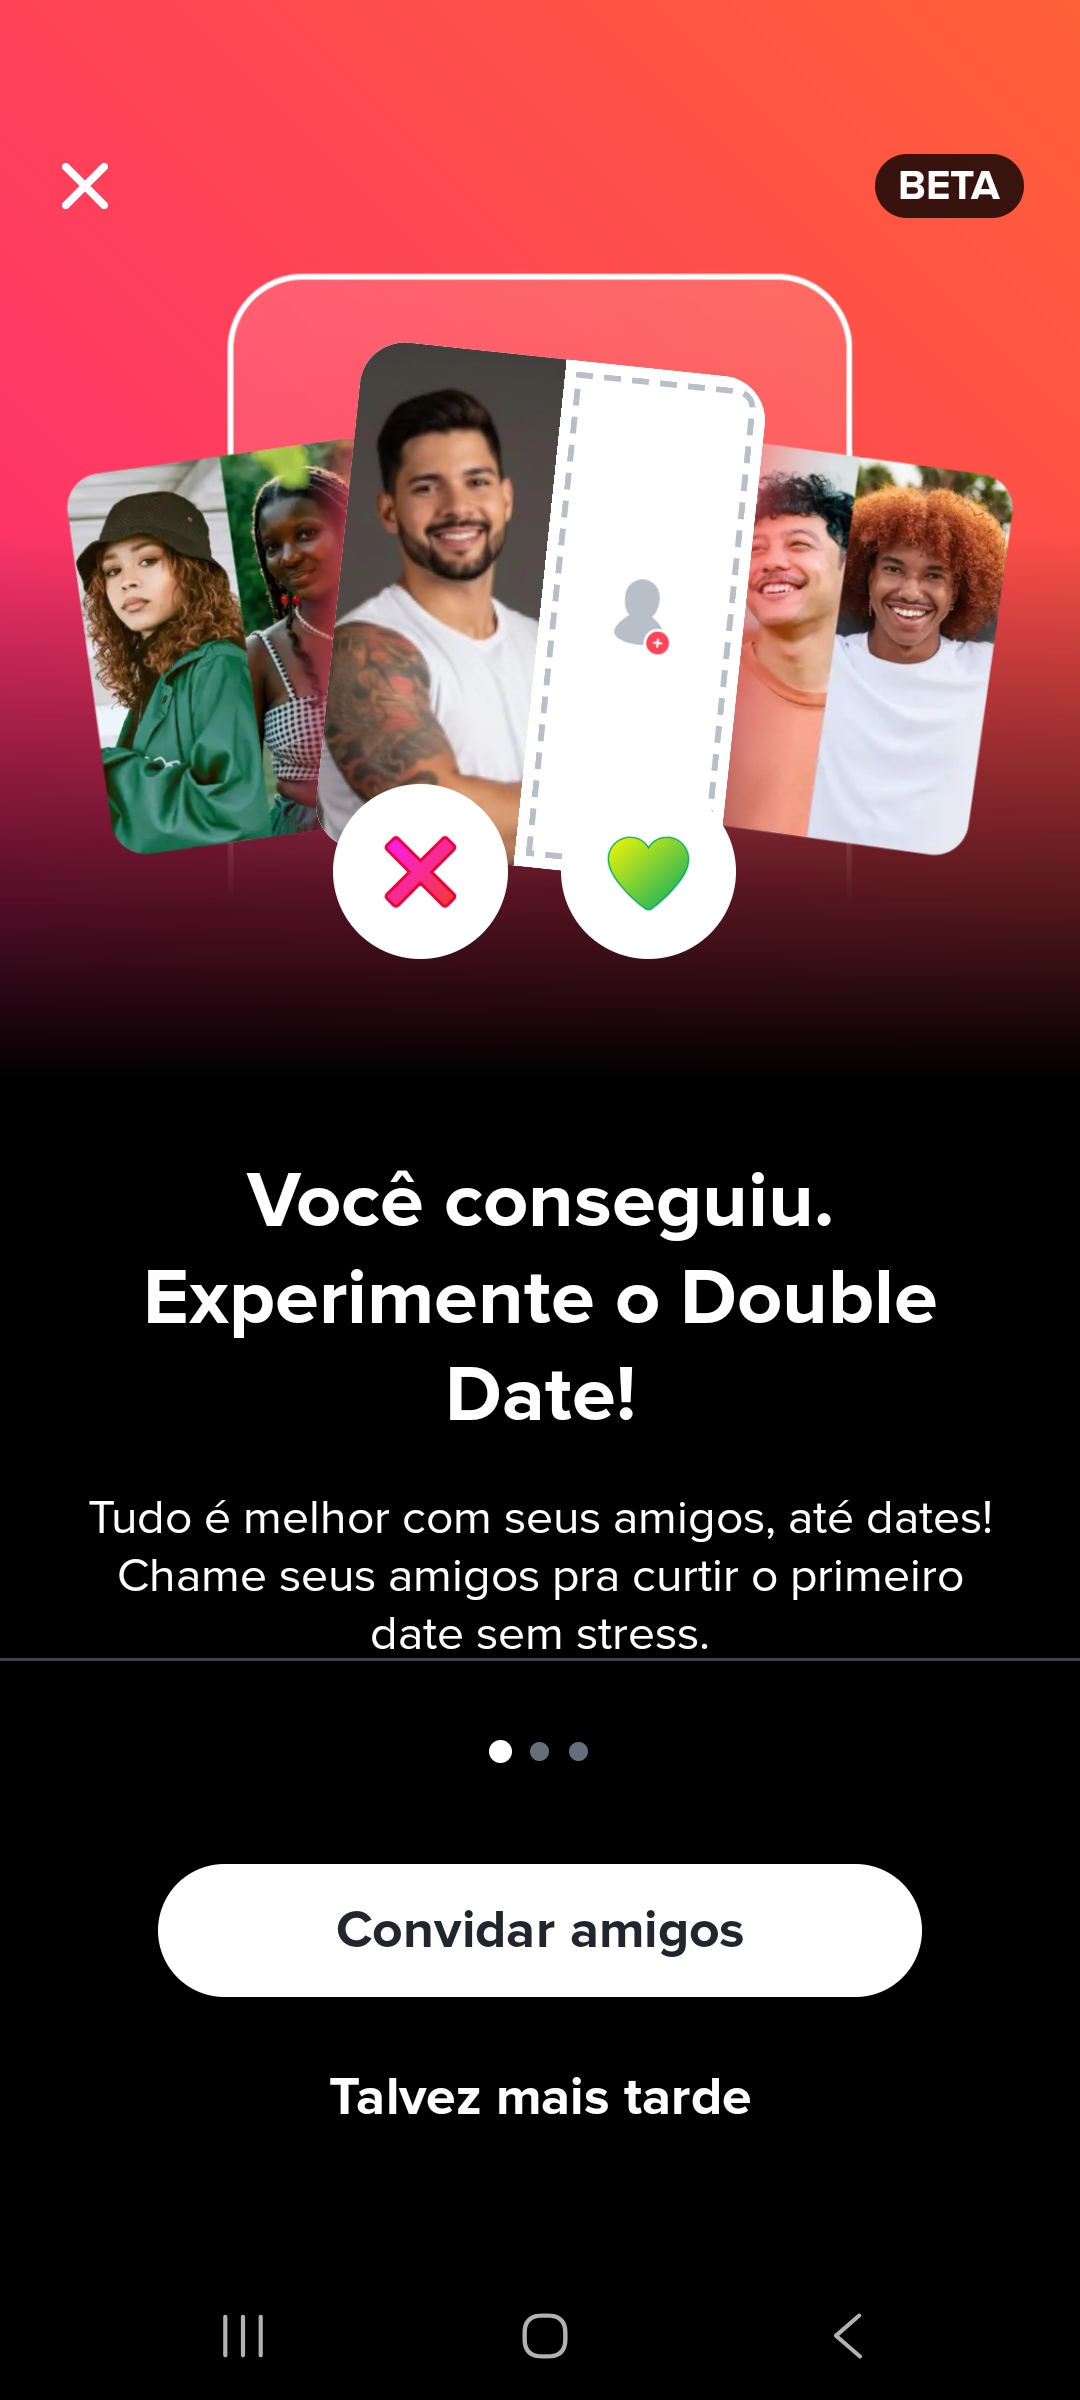 BETA
Você conseguiu.
Experimente o Double
Date!
Tudo é melhor com seus amigos, até dates!
Chame seus amigos pra curtir o primeiro
date sem stress.
Convidar amigos
Talvez mais tarde